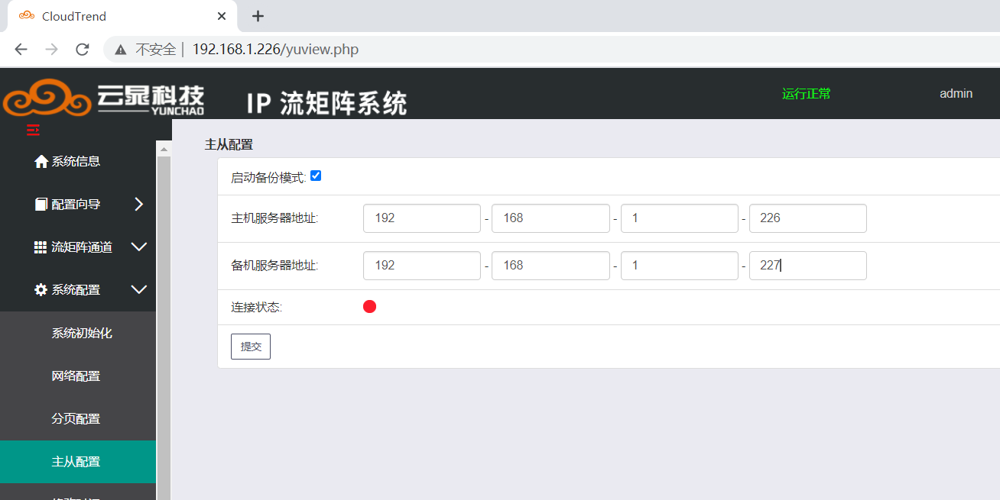 CloudTrend
不安全 192.168.1.226/yuview.php
云晁科技
YUNCHAO
IP 流矩阵系统
运行正常
admin
系统信息
配置向导
流矩阵通道
系统配置
系统初始化
网络配置
分页配置
主从配置
主从配置
启动备份模式:
主机服务器地址: 192 - 168 - 1 - 226
备机服务器地址: 192 - 168 - 1 - 227
连接状态:
提交